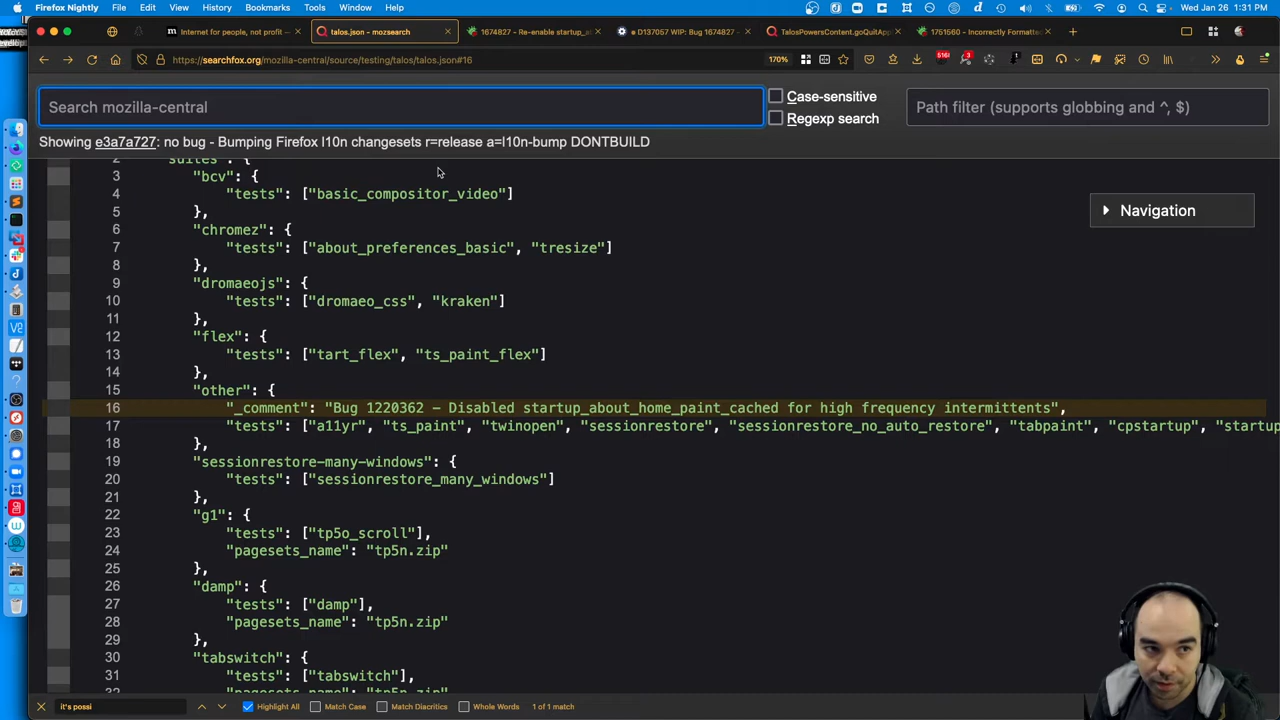 Firefox Nightly File Edit View History Bookmarks Tools Window Help Wed Jan 26 1:31 PM
Internet for people, not profit — talos.json - mozsearch 1674827 - Re-enable startup_a D137057 WIP: Bug 1674827 - TalosPowersContent.goQuitApp 1751560 - Incorrectly Formatte
https://searchfox.org/mozilla-central/source/testing/talos/talos.json#16 170%
Search mozilla-central Case-sensitive Path filter (supports globbing and ^, $)
Regexp search
Showing e3a7a727: no bug - Bumping Firefox l10n changesets r=release a=l10n-bump DONTBUILD
Navigation
2 "suites": {
3 "bcv": {
4 "tests": ["basic_compositor_video"]
5 },
6 "chromez": {
7 "tests": ["about_preferences_basic", "tresize"]
8 },
9 "dromaeojs": {
10 "tests": ["dromaeo_css", "kraken"]
11 },
12 "flex": {
13 "tests": ["tart_flex", "ts_paint_flex"]
14 },
15 "other": {
16 "_comment": "Bug 1220362 – Disabled startup_about_home_paint_cached for high frequency intermittents",
17 "tests": ["a11yr", "ts_paint", "twinopen", "sessionrestore", "sessionrestore_no_auto_restore", "tabpaint", "cpstartup", "startup
18 },
19 "sessionrestore-many-windows": {
20 "tests": ["sessionrestore_many_windows"]
21 },
22 "g1": {
23 "tests": ["tp5o_scroll"],
24 "pagesets_name": "tp5n.zip"
25 },
26 "damp": {
27 "tests": ["damp"],
28 "pagesets_name": "tp5n.zip"
29 },
30 "tabswitch": {
31 "tests": ["tabswitch"],
32 "pagesets_name": "tp5n.zip"
it's possi Highlight All Match Case Match Diacritics Whole Words 1 of 1 match